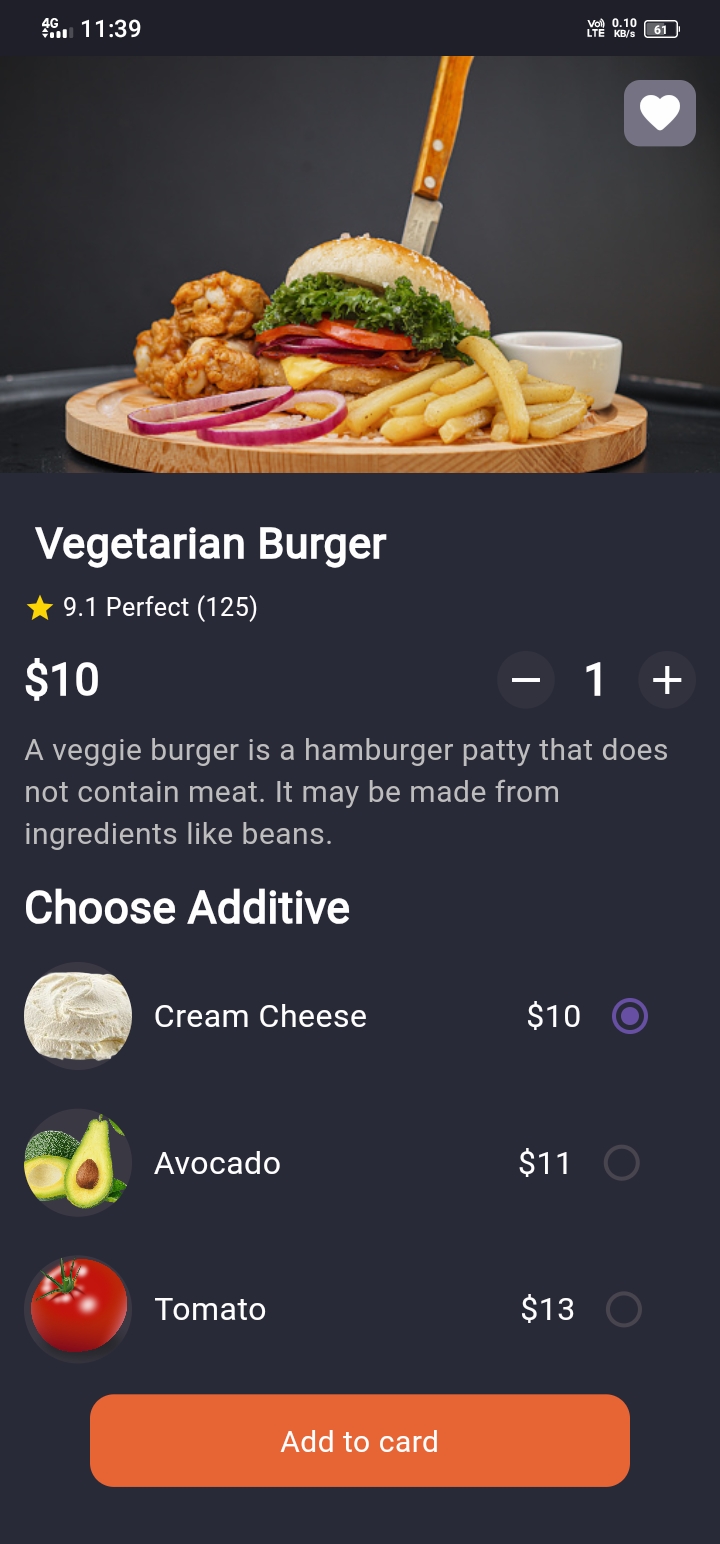 4G 11:39 Vo) LTE 0.10 KB/s 61
Vegetarian Burger
9.1 Perfect (125)
$10 1
A veggie burger is a hamburger patty that does
not contain meat. It may be made from
ingredients like beans.
Choose Additive
Cream Cheese $10
Avocado $11
Tomato $13
Add to card